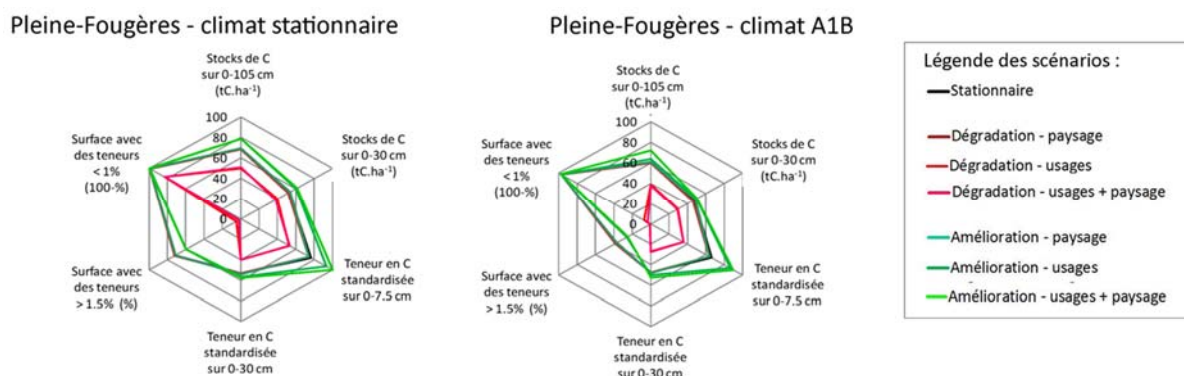 Pleine-Fougères - climat stationnaire
Stocks de C
sur 0-105 cm
(tC.ha⁻¹)
100
80
60
40
20
0
Stocks de C
sur 0-30 cm
(tC.ha⁻¹)
Teneur en C
standardisée
sur 0-7.5 cm
Teneur en C
standardisée
sur 0-30 cm
Surface avec
des teneurs
> 1.5% (%)
Surface avec
des teneurs
< 1%
(100-%)
Pleine-Fougères - climat A1B
Stocks de C
sur 0-105 cm
(tC.ha⁻¹)
100
80
60
40
20
0
Stocks de C
sur 0-30 cm
(tC.ha⁻¹)
Teneur en C
standardisée
sur 0-7.5 cm
Teneur en C
standardisée
sur 0-30 cm
Surface avec
des teneurs
> 1.5% (%)
Surface avec
des teneurs
< 1%
(100-%)
Légende des scénarios :
Stationnaire
Dégradation - paysage
Dégradation - usages
Dégradation - usages + paysage
Amélioration - paysage
Amélioration - usages
Amélioration - usages + paysage